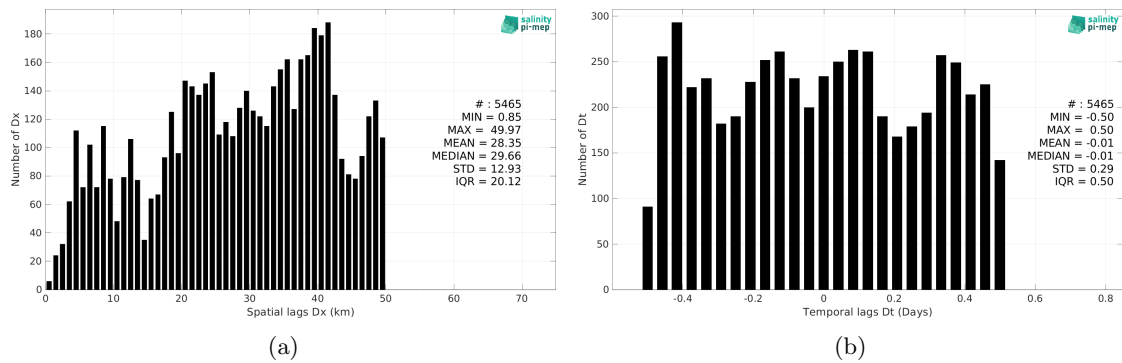 salinity
pi-mep
180
160
140
120
100
80
60
40
20
0
Number of Dx
# : 5465
MIN = 0.85
MAX = 49.97
MEAN = 28.35
MEDIAN = 29.66
STD = 12.93
IQR = 20.12
0 10 20 30 40 50 60 70
Spatial lags Dx (km)
(a)
salinity
pi-mep
300
250
200
150
100
50
0
Number of Dt
# : 5465
MIN = -0.50
MAX = 0.50
MEAN = -0.01
MEDIAN = -0.01
STD = 0.29
IQR = 0.50
-0.4 -0.2 0 0.2 0.4 0.6 0.8
Temporal lags Dt (Days)
(b)